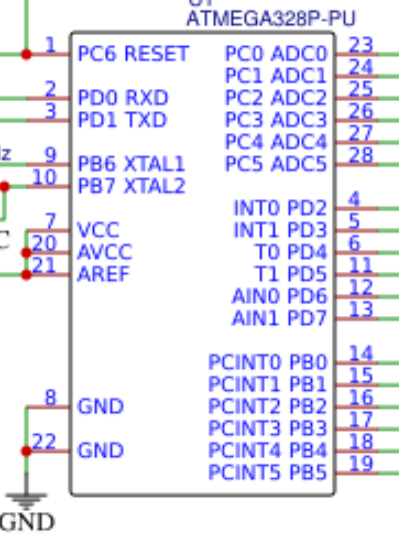 ATMEGA328P-PU
1 PC6 RESET PC0 ADC0 23
PC1 ADC1 24
2 PD0 RXD PC2 ADC2 25
3 PD1 TXD PC3 ADC3 26
PC4 ADC4 27
9 PB6 XTAL1 PC5 ADC5 28
10 PB7 XTAL2
INT0 PD2 4
7 VCC INT1 PD3 5
20 AVCC T0 PD4 6
21 AREF T1 PD5 11
AIN0 PD6 12
AIN1 PD7 13
PCINT0 PB0 14
PCINT1 PB1 15
8 GND PCINT2 PB2 16
PCINT3 PB3 17
22 GND PCINT4 PB4 18
PCINT5 PB5 19
GND